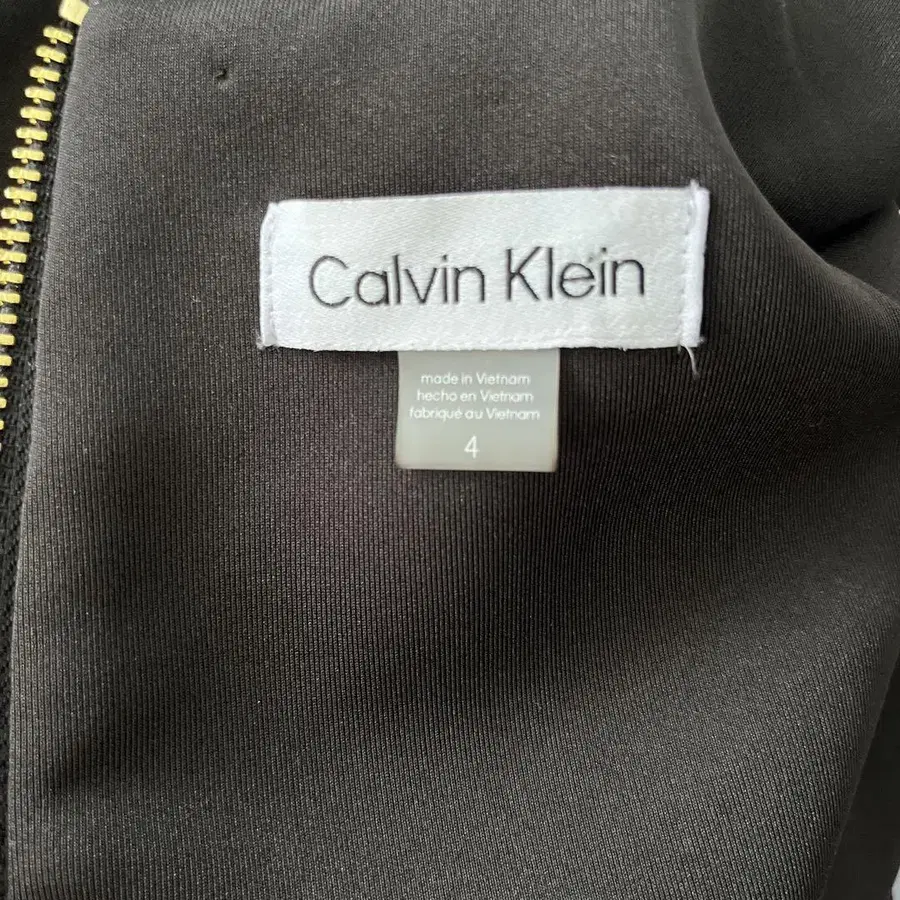 Calvin Klein
made in Vietnam
hecho en Vietnam
fabriqué au Vietnam
4